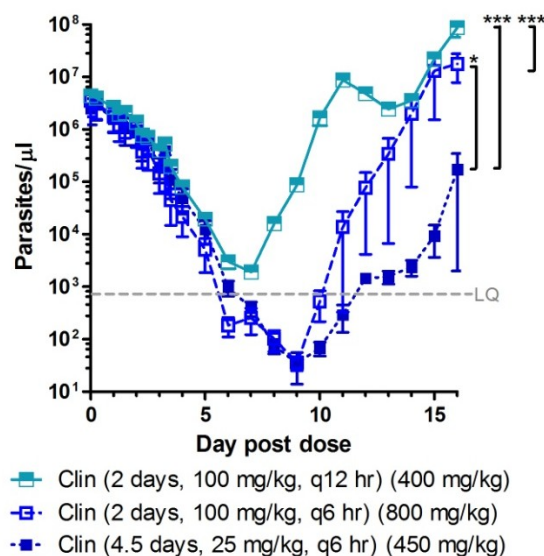 10⁸
10⁷
10⁶
10⁵
10⁴
10³
10²
10¹
Parasites/µl
*** ***
*
LQ
0 5 10 15
Day post dose
Clin (2 days, 100 mg/kg, q12 hr) (400 mg/kg)
Clin (2 days, 100 mg/kg, q6 hr) (800 mg/kg)
Clin (4.5 days, 25 mg/kg, q6 hr) (450 mg/kg)